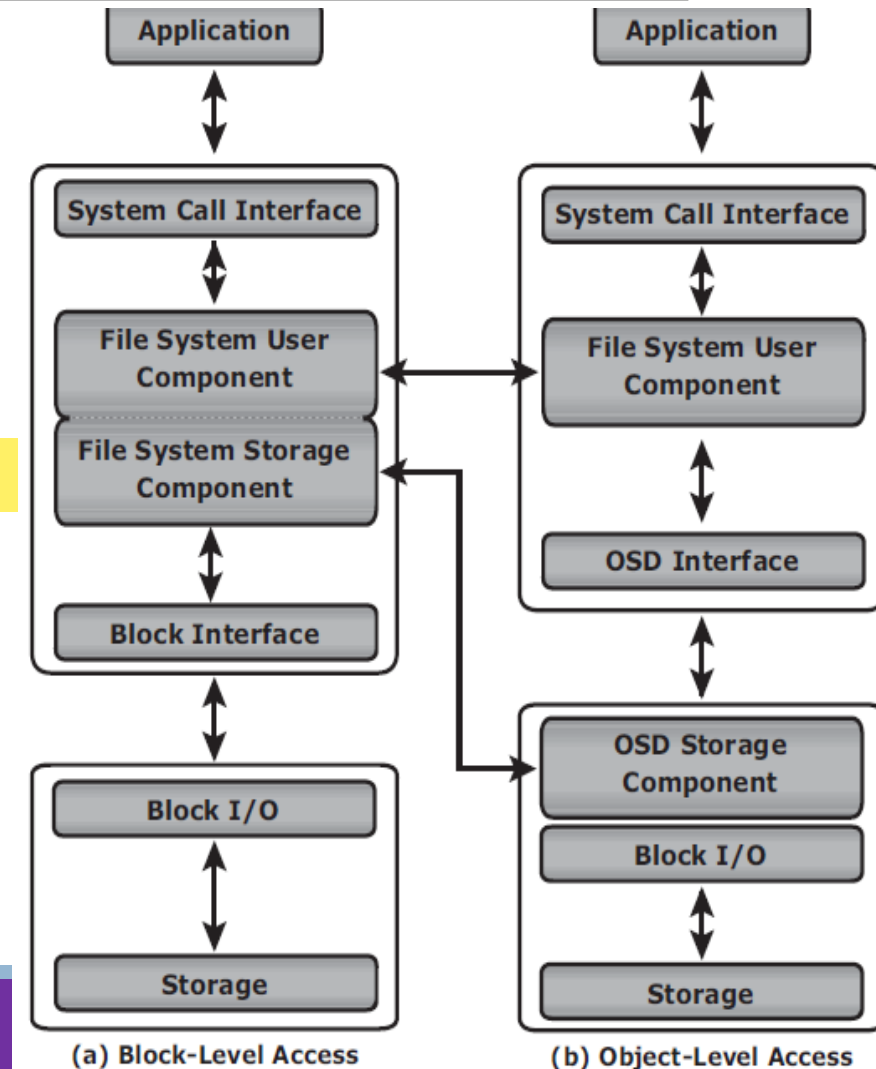 Application
System Call Interface
File System User
Component
File System Storage
Component
Block Interface
Block I/O
Storage
(a) Block-Level Access
Application
System Call Interface
File System User
Component
OSD Interface
OSD Storage
Component
Block I/O
Storage
(b) Object-Level Access